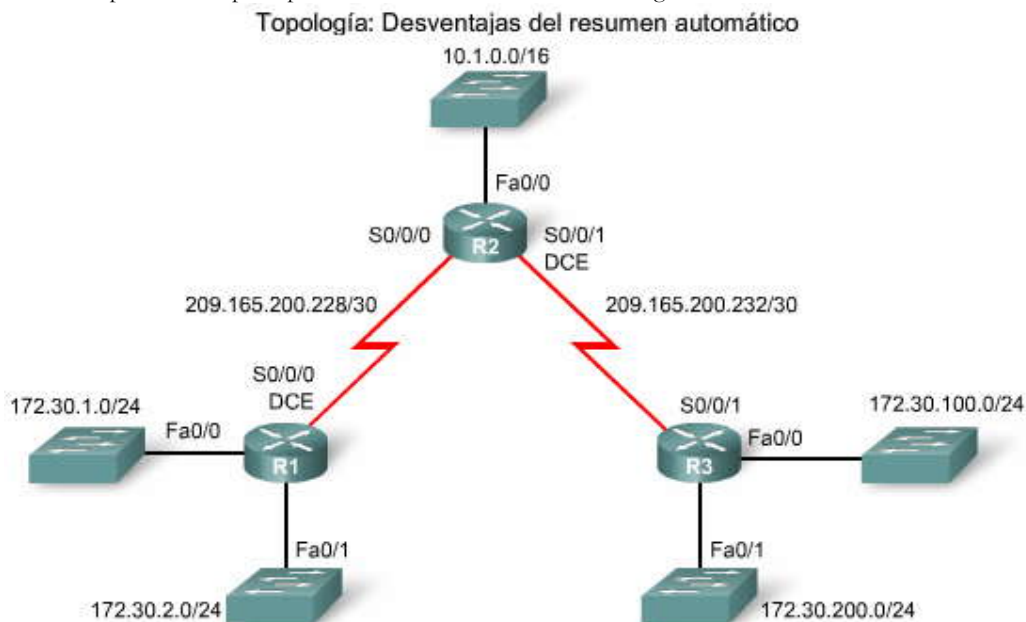 Topología: Desventajas del resumen automático
10.1.0.0/16
Fa0/0
S0/0/0
R2
S0/0/1
DCE
209.165.200.228/30
209.165.200.232/30
S0/0/0
DCE
172.30.1.0/24
Fa0/0
R1
S0/0/1
172.30.100.0/24
Fa0/0
R3
Fa0/1
Fa0/1
172.30.2.0/24
172.30.200.0/24